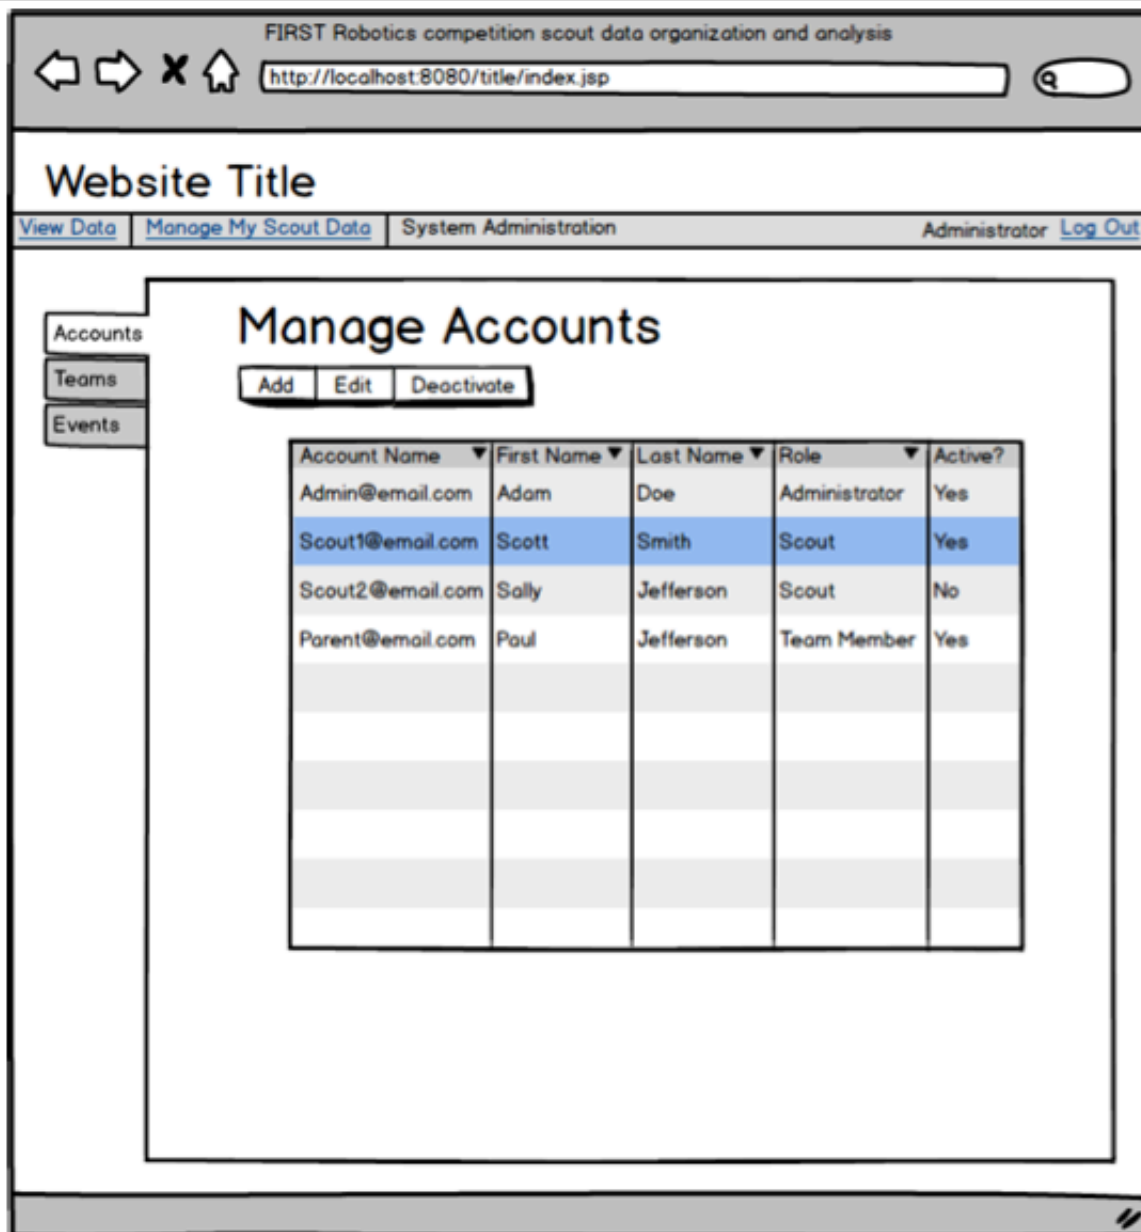 FIRST Robotics competition scout data organization and analysis
http://localhost:8080/title/index.jsp
Website Title
View Data Manage My Scout Data System Administration Administrator Log Out
Accounts
Teams
Events
Manage Accounts
Add Edit Deactivate
Account Name First Name Last Name Role Active?
Admin@email.com Adam Doe Administrator Yes
Scout1@email.com Scott Smith Scout Yes
Scout2@email.com Sally Jefferson Scout No
Parent@email.com Paul Jefferson Team Member Yes